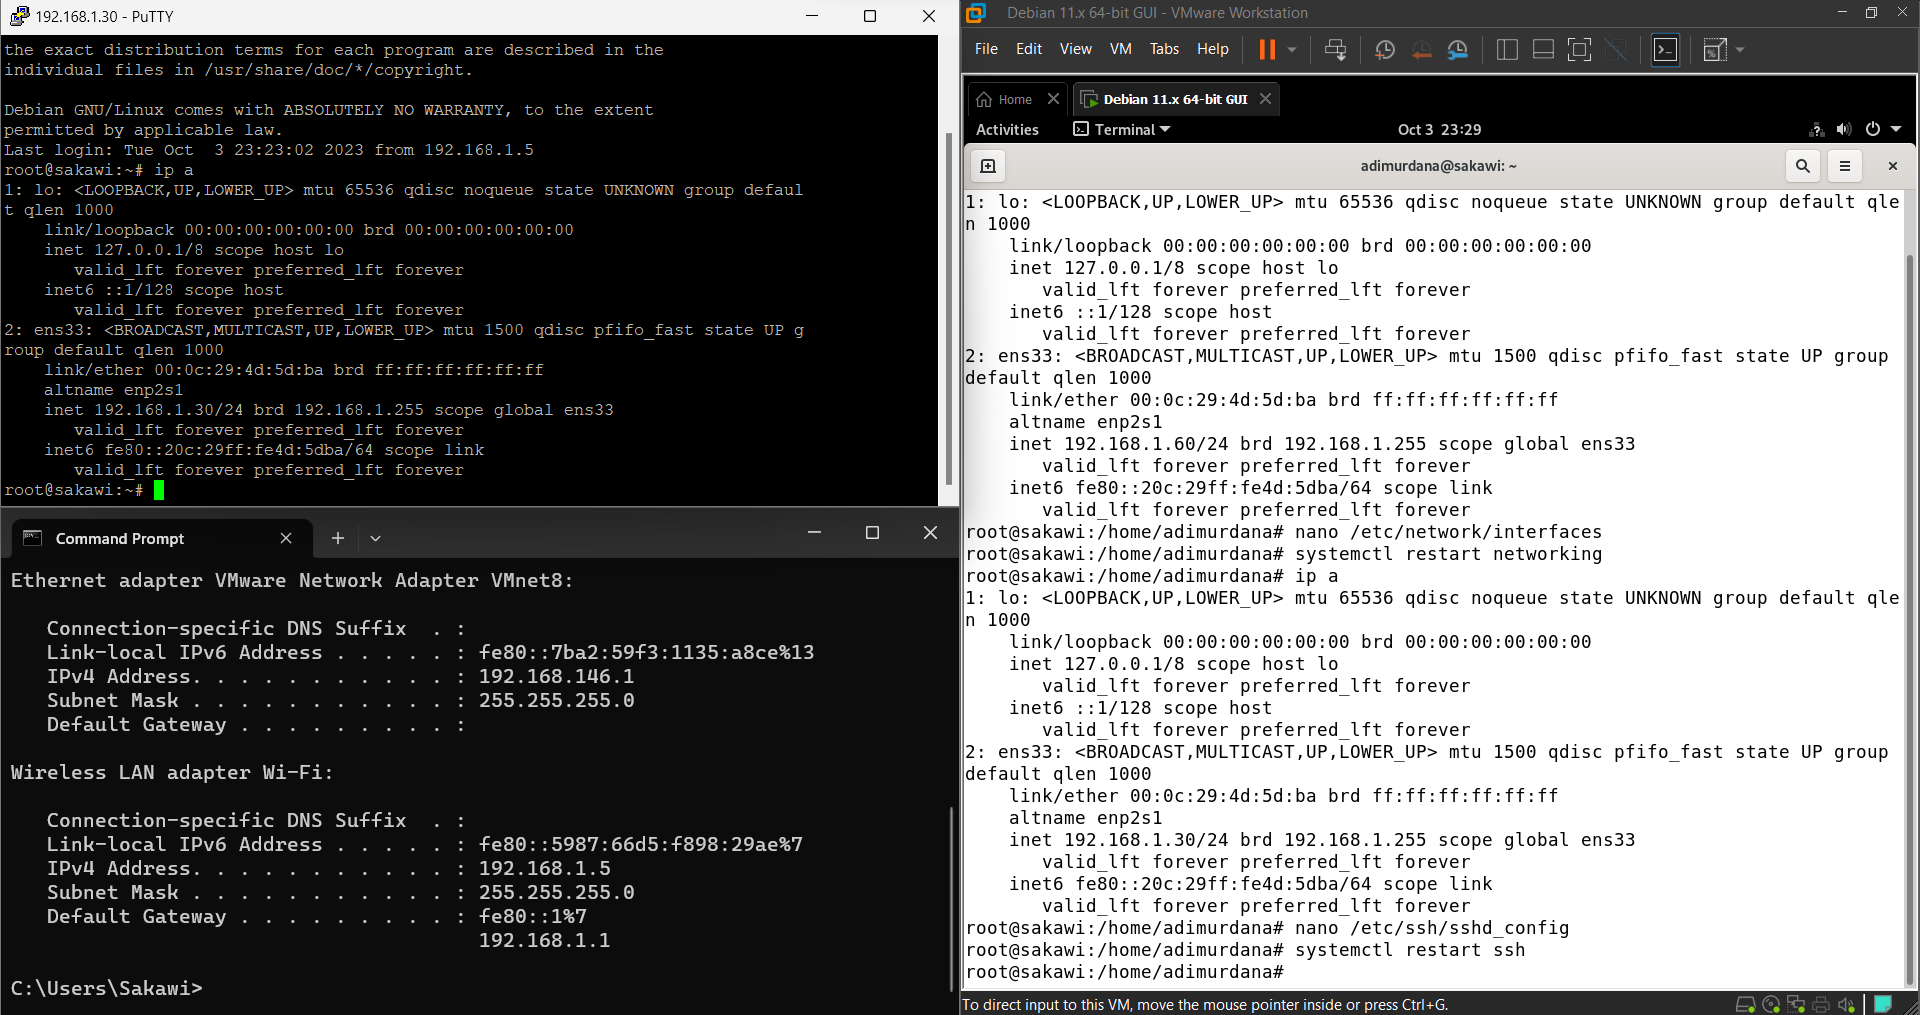 192.168.1.30 - PuTTY
the exact distribution terms for each program are described in the
individual files in /usr/share/doc/*/copyright.
Debian GNU/Linux comes with ABSOLUTELY NO WARRANTY, to the extent
permitted by applicable law.
Last login: Tue Oct  3 23:23:02 2023 from 192.168.1.5
root@sakawi:~# ip a
1: lo: <LOOPBACK,UP,LOWER_UP> mtu 65536 qdisc noqueue state UNKNOWN group defaul
t qlen 1000
    link/loopback 00:00:00:00:00:00 brd 00:00:00:00:00:00
    inet 127.0.0.1/8 scope host lo
       valid_lft forever preferred_lft forever
    inet6 ::1/128 scope host
       valid_lft forever preferred_lft forever
2: ens33: <BROADCAST,MULTICAST,UP,LOWER_UP> mtu 1500 qdisc pfifo_fast state UP g
roup default qlen 1000
    link/ether 00:0c:29:4d:5d:ba brd ff:ff:ff:ff:ff:ff
    altname enp2s1
    inet 192.168.1.30/24 brd 192.168.1.255 scope global ens33
       valid_lft forever preferred_lft forever
    inet6 fe80::20c:29ff:fe4d:5dba/64 scope link
       valid_lft forever preferred_lft forever
root@sakawi:~#
Command Prompt
Ethernet adapter VMware Network Adapter VMnet8:
   Connection-specific DNS Suffix  . :
   Link-local IPv6 Address . . . . . : fe80::7ba2:59f3:1135:a8ce%13
   IPv4 Address. . . . . . . . . . . : 192.168.146.1
   Subnet Mask . . . . . . . . . . . : 255.255.255.0
   Default Gateway . . . . . . . . . :
Wireless LAN adapter Wi-Fi:
   Connection-specific DNS Suffix  . :
   Link-local IPv6 Address . . . . . : fe80::5987:66d5:f898:29ae%7
   IPv4 Address. . . . . . . . . . . : 192.168.1.5
   Subnet Mask . . . . . . . . . . . : 255.255.255.0
   Default Gateway . . . . . . . . . : fe80::1%7
                                       192.168.1.1
C:\Users\Sakawi>
Debian 11.x 64-bit GUI - VMware Workstation
File Edit View VM Tabs Help
Home Debian 11.x 64-bit GUI
Activities Terminal Oct 3 23:29
adimurdana@sakawi: ~
1: lo: <LOOPBACK,UP,LOWER_UP> mtu 65536 qdisc noqueue state UNKNOWN group default qle
n 1000
    link/loopback 00:00:00:00:00:00 brd 00:00:00:00:00:00
    inet 127.0.0.1/8 scope host lo
       valid_lft forever preferred_lft forever
    inet6 ::1/128 scope host
       valid_lft forever preferred_lft forever
2: ens33: <BROADCAST,MULTICAST,UP,LOWER_UP> mtu 1500 qdisc pfifo_fast state UP group
default qlen 1000
    link/ether 00:0c:29:4d:5d:ba brd ff:ff:ff:ff:ff:ff
    altname enp2s1
    inet 192.168.1.60/24 brd 192.168.1.255 scope global ens33
       valid_lft forever preferred_lft forever
    inet6 fe80::20c:29ff:fe4d:5dba/64 scope link
       valid_lft forever preferred_lft forever
root@sakawi:/home/adimurdana# nano /etc/network/interfaces
root@sakawi:/home/adimurdana# systemctl restart networking
root@sakawi:/home/adimurdana# ip a
1: lo: <LOOPBACK,UP,LOWER_UP> mtu 65536 qdisc noqueue state UNKNOWN group default qle
n 1000
    link/loopback 00:00:00:00:00:00 brd 00:00:00:00:00:00
    inet 127.0.0.1/8 scope host lo
       valid_lft forever preferred_lft forever
    inet6 ::1/128 scope host
       valid_lft forever preferred_lft forever
2: ens33: <BROADCAST,MULTICAST,UP,LOWER_UP> mtu 1500 qdisc pfifo_fast state UP group
default qlen 1000
    link/ether 00:0c:29:4d:5d:ba brd ff:ff:ff:ff:ff:ff
    altname enp2s1
    inet 192.168.1.30/24 brd 192.168.1.255 scope global ens33
       valid_lft forever preferred_lft forever
    inet6 fe80::20c:29ff:fe4d:5dba/64 scope link
       valid_lft forever preferred_lft forever
root@sakawi:/home/adimurdana# nano /etc/ssh/sshd_config
root@sakawi:/home/adimurdana# systemctl restart ssh
root@sakawi:/home/adimurdana#
To direct input to this VM, move the mouse pointer inside or press Ctrl+G.